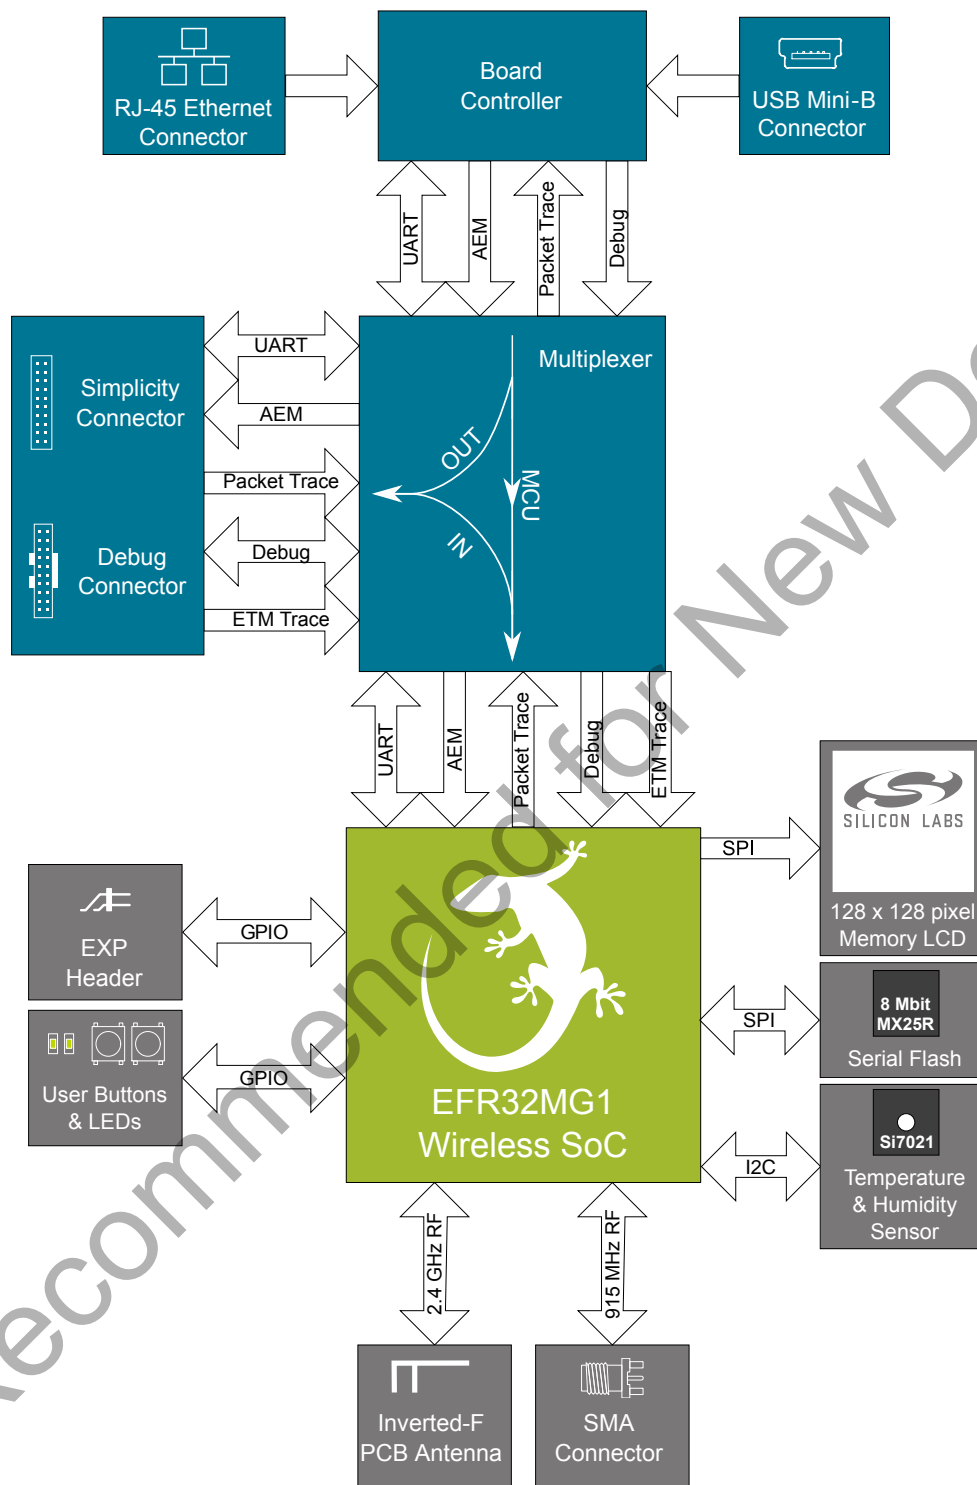 RJ-45 Ethernet
Connector
Board
Controller
USB Mini-B
Connector
UART
AEM
Packet Trace
Debug
Simplicity
Connector
Debug
Connector
UART
AEM
Packet Trace
Debug
ETM Trace
Multiplexer
OUT
MCU
IN
UART
AEM
Packet Trace
Debug
ETM Trace
EXP
Header
GPIO
User Buttons
& LEDs
GPIO
EFR32MG1
Wireless SoC
SPI
SILICON LABS
128 x 128 pixel
Memory LCD
SPI
8 Mbit
MX25R
Serial Flash
I2C
Si7021
Temperature
& Humidity
Sensor
2.4 GHz RF
915 MHz RF
Inverted-F
PCB Antenna
SMA
Connector
Recommended for New De